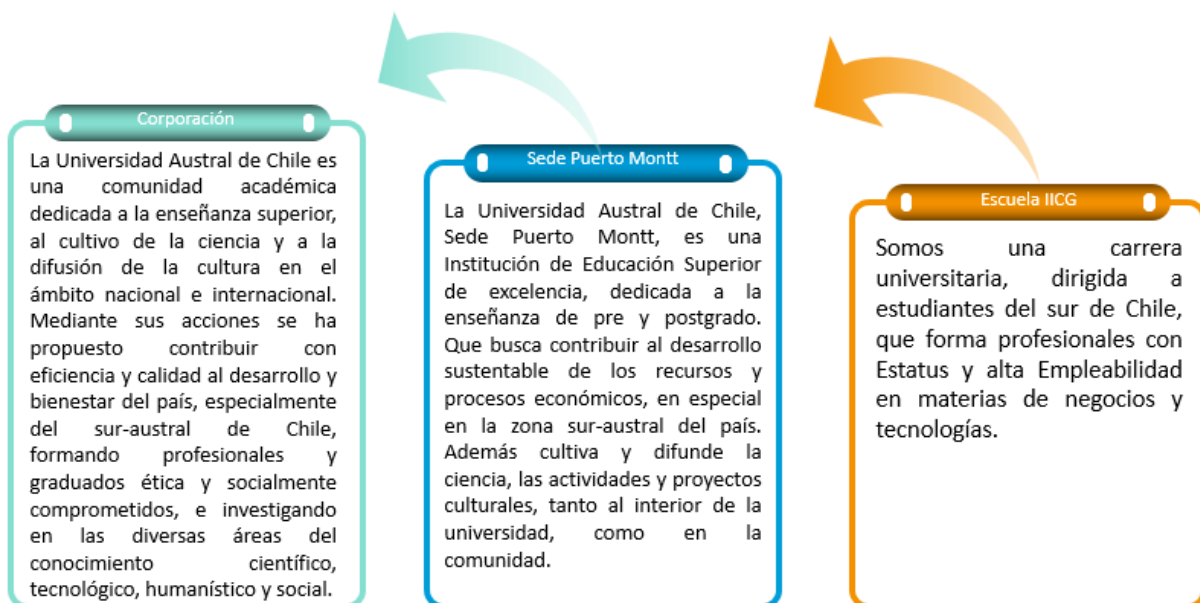 Corporación
La Universidad Austral de Chile es
una comunidad académica
dedicada a la enseñanza superior,
al cultivo de la ciencia y a la
difusión de la cultura en el
ámbito nacional e internacional.
Mediante sus acciones se ha
propuesto contribuir con
eficiencia y calidad al desarrollo y
bienestar del país, especialmente
del sur-austral de Chile,
formando profesionales y
graduados ética y socialmente
comprometidos, e investigando
en las diversas áreas del
conocimiento científico,
tecnológico, humanístico y social.
Sede Puerto Montt
La Universidad Austral de Chile,
Sede Puerto Montt, es una
Institución de Educación Superior
de excelencia, dedicada a la
enseñanza de pre y postgrado.
Que busca contribuir al desarrollo
sustentable de los recursos y
procesos económicos, en especial
en la zona sur-austral del país.
Además cultiva y difunde la
ciencia, las actividades y proyectos
culturales, tanto al interior de la
universidad, como en la
comunidad.
Escuela IICG
Somos una carrera
universitaria, dirigida a
estudiantes del sur de Chile,
que forma profesionales con
Estatus y alta Empleabilidad
en materias de negocios y
tecnologías.